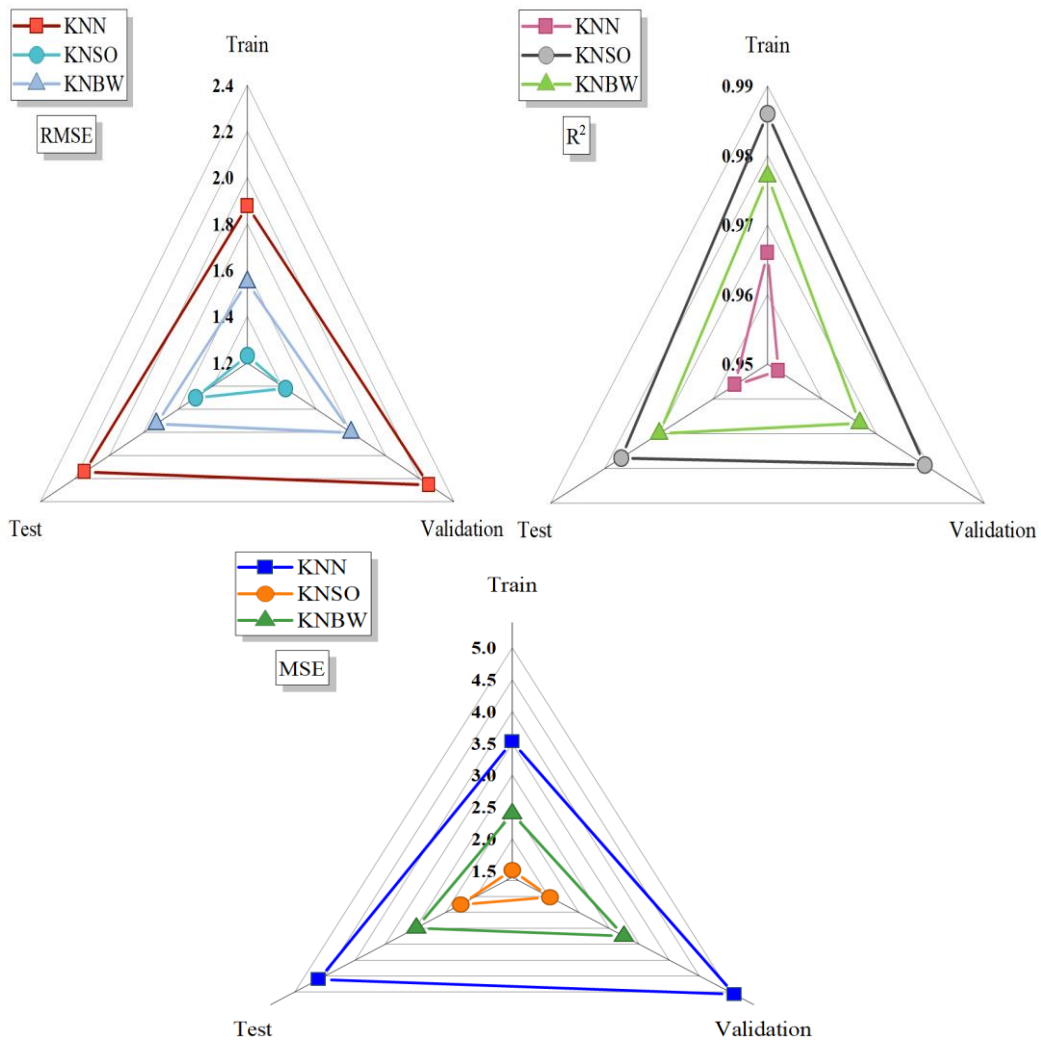 KNN
KNSO
KNBW
RMSE
Train
2.4
2.2
2.0
1.8
1.6
1.4
1.2
Test
Validation
KNN
KNSO
KNBW
R²
Train
0.99
0.98
0.97
0.96
0.95
Test
Validation
KNN
KNSO
KNBW
MSE
Train
5.0
4.5
4.0
3.5
3.0
2.5
2.0
1.5
Test
Validation